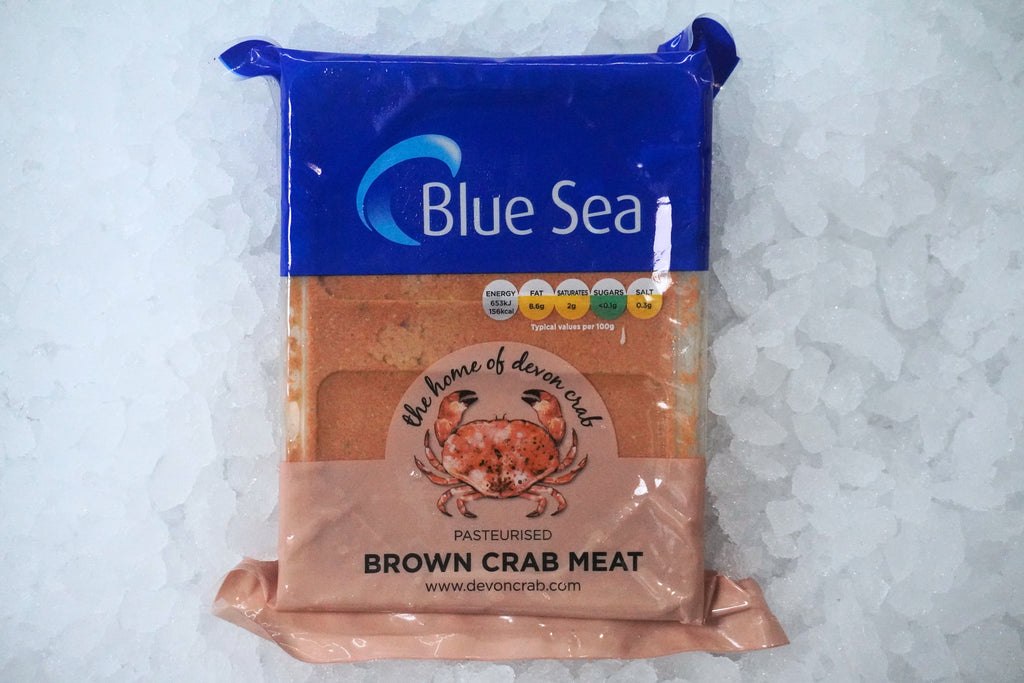 Blue Sea
ENERGY FAT SATURATES SUGARS SALT
653kJ 8.6g 2g <0.1g 0.3g
156kcal
Typical values per 100g
the home of devon crab
PASTEURISED
BROWN CRAB MEAT
www.devoncrab.com